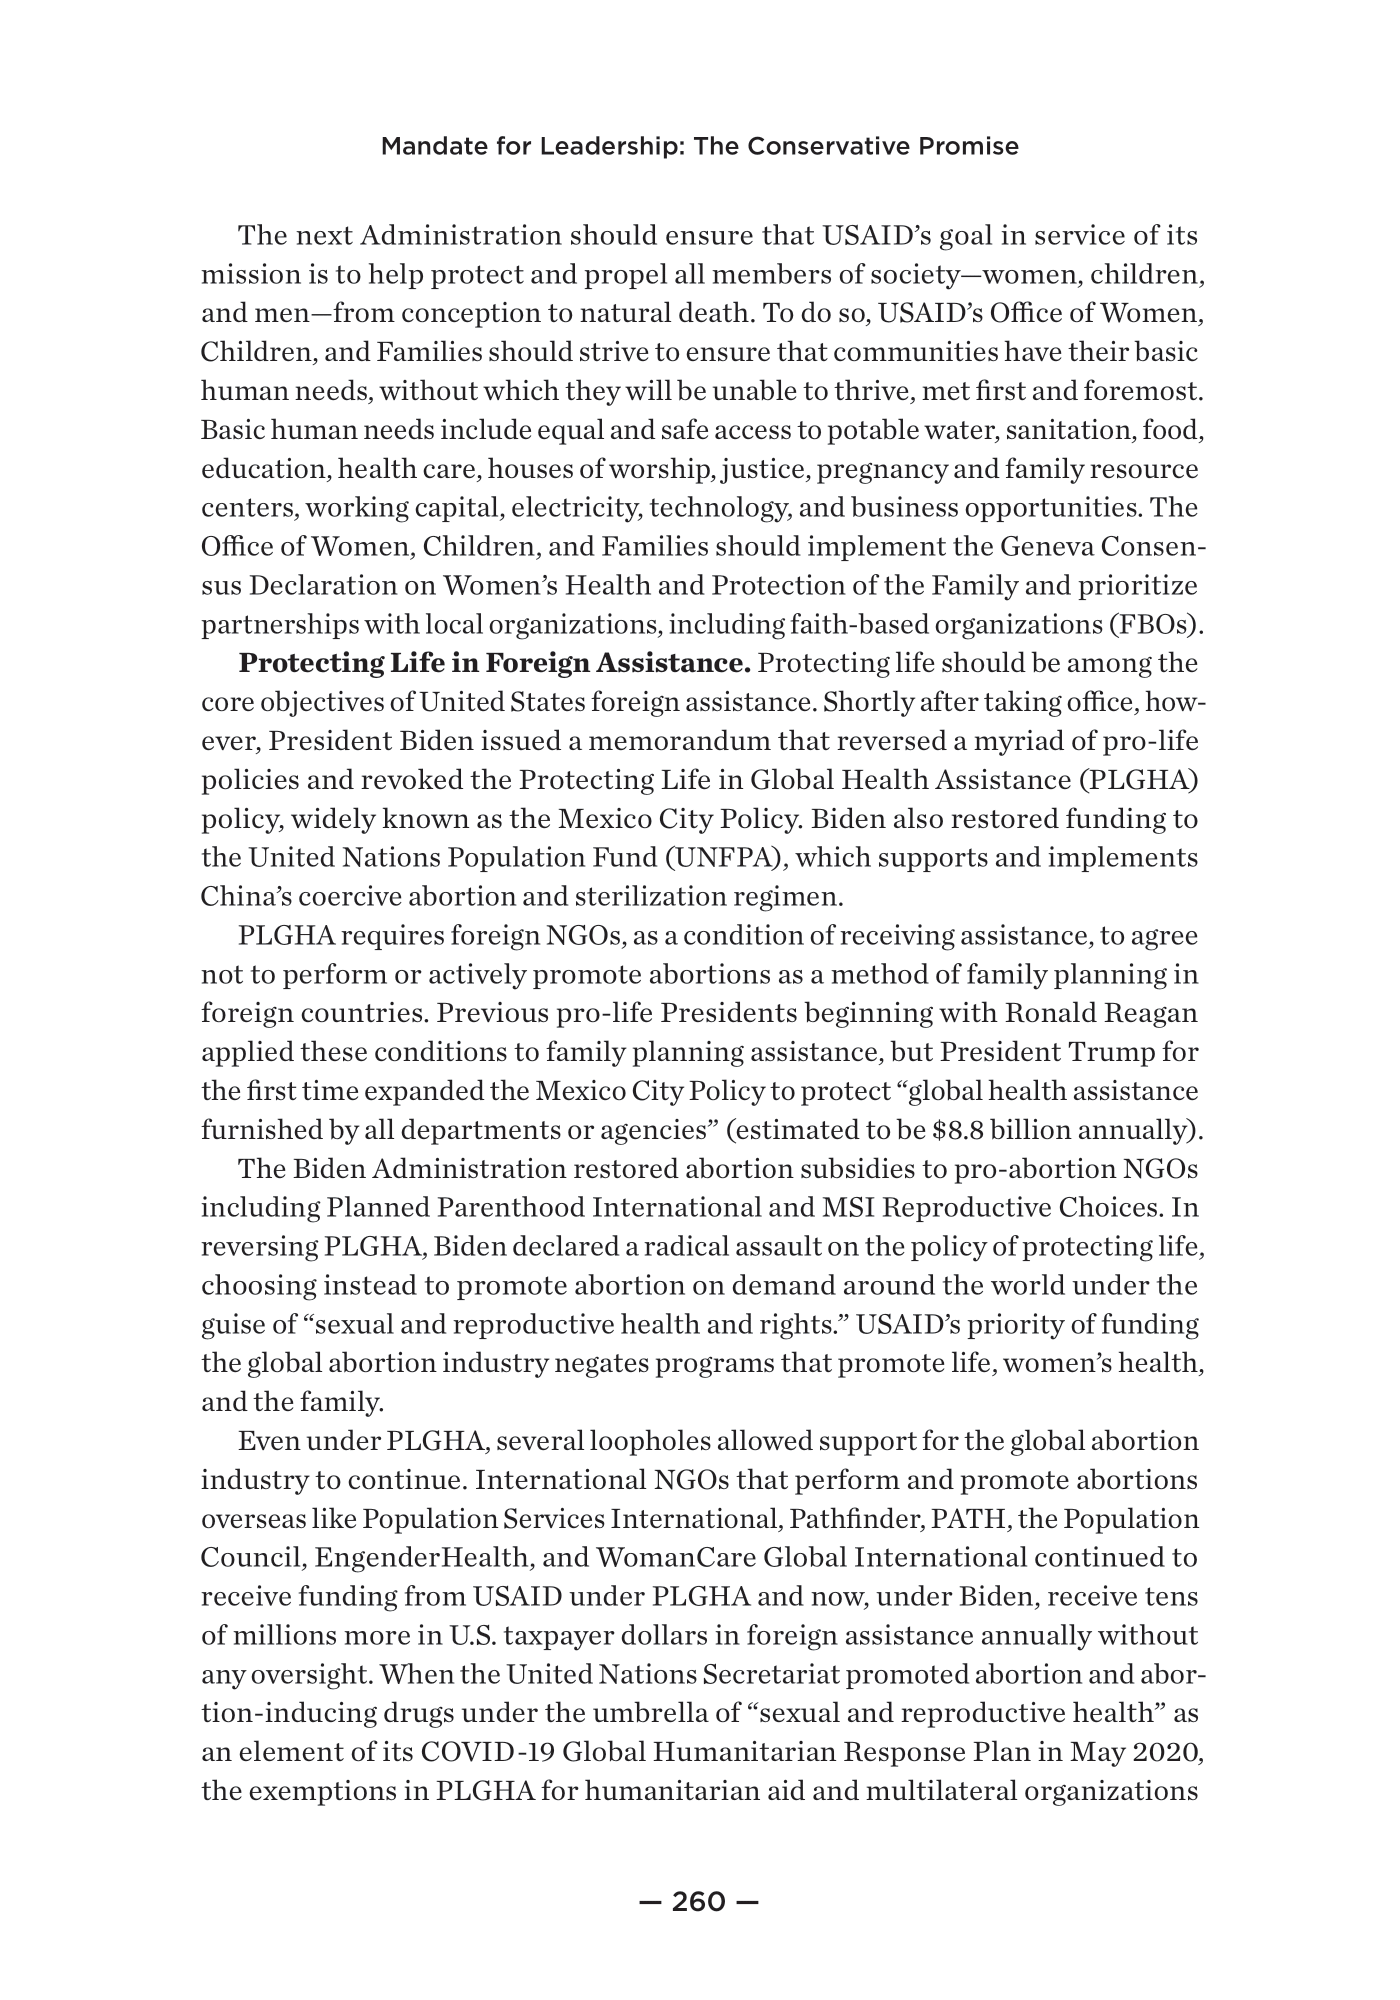 Mandate for Leadership: The Conservative Promise
The next Administration should ensure that USAID’s goal in service of its
mission is to help protect and propel all members of society—women, children,
and men—from conception to natural death. To do so, USAID’s Office of Women,
Children, and Families should strive to ensure that communities have their basic
human needs, without which they will be unable to thrive, met first and foremost.
Basic human needs include equal and safe access to potable water, sanitation, food,
education, health care, houses of worship, justice, pregnancy and family resource
centers, working capital, electricity, technology, and business opportunities. The
Office of Women, Children, and Families should implement the Geneva Consen-
sus Declaration on Women’s Health and Protection of the Family and prioritize
partnerships with local organizations, including faith-based organizations (FBOs).
Protecting Life in Foreign Assistance. Protecting life should be among the
core objectives of United States foreign assistance. Shortly after taking office, how-
ever, President Biden issued a memorandum that reversed a myriad of pro-life
policies and revoked the Protecting Life in Global Health Assistance (PLGHA)
policy, widely known as the Mexico City Policy. Biden also restored funding to
the United Nations Population Fund (UNFPA), which supports and implements
China’s coercive abortion and sterilization regimen.
PLGHA requires foreign NGOs, as a condition of receiving assistance, to agree
not to perform or actively promote abortions as a method of family planning in
foreign countries. Previous pro-life Presidents beginning with Ronald Reagan
applied these conditions to family planning assistance, but President Trump for
the first time expanded the Mexico City Policy to protect “global health assistance
furnished by all departments or agencies” (estimated to be $8.8 billion annually).
The Biden Administration restored abortion subsidies to pro-abortion NGOs
including Planned Parenthood International and MSI Reproductive Choices. In
reversing PLGHA, Biden declared a radical assault on the policy of protecting life,
choosing instead to promote abortion on demand around the world under the
guise of “sexual and reproductive health and rights.” USAID’s priority of funding
the global abortion industry negates programs that promote life, women’s health,
and the family.
Even under PLGHA, several loopholes allowed support for the global abortion
industry to continue. International NGOs that perform and promote abortions
overseas like Population Services International, Pathfinder, PATH, the Population
Council, EngenderHealth, and WomanCare Global International continued to
receive funding from USAID under PLGHA and now, under Biden, receive tens
of millions more in U.S. taxpayer dollars in foreign assistance annually without
any oversight. When the United Nations Secretariat promoted abortion and abor-
tion-inducing drugs under the umbrella of “sexual and reproductive health” as
an element of its COVID-19 Global Humanitarian Response Plan in May 2020,
the exemptions in PLGHA for humanitarian aid and multilateral organizations
— 260 —